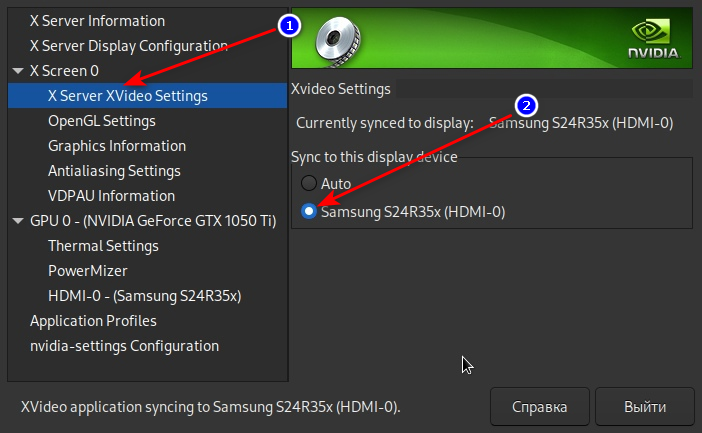 X Server Information
X Server Display Configuration
X Screen 0
X Server XVideo Settings
OpenGL Settings
Graphics Information
Antialiasing Settings
VDPAU Information
GPU 0 - (NVIDIA GeForce GTX 1050 Ti)
Thermal Settings
PowerMizer
HDMI-0 - (Samsung S24R35x)
Application Profiles
nvidia-settings Configuration
1
NVIDIA
Xvideo Settings
2
Currently synced to display: Samsung S24R35x (HDMI-0)
Sync to this display device
Auto
Samsung S24R35x (HDMI-0)
XVideo application syncing to Samsung S24R35x (HDMI-0).
Справка
Выйти